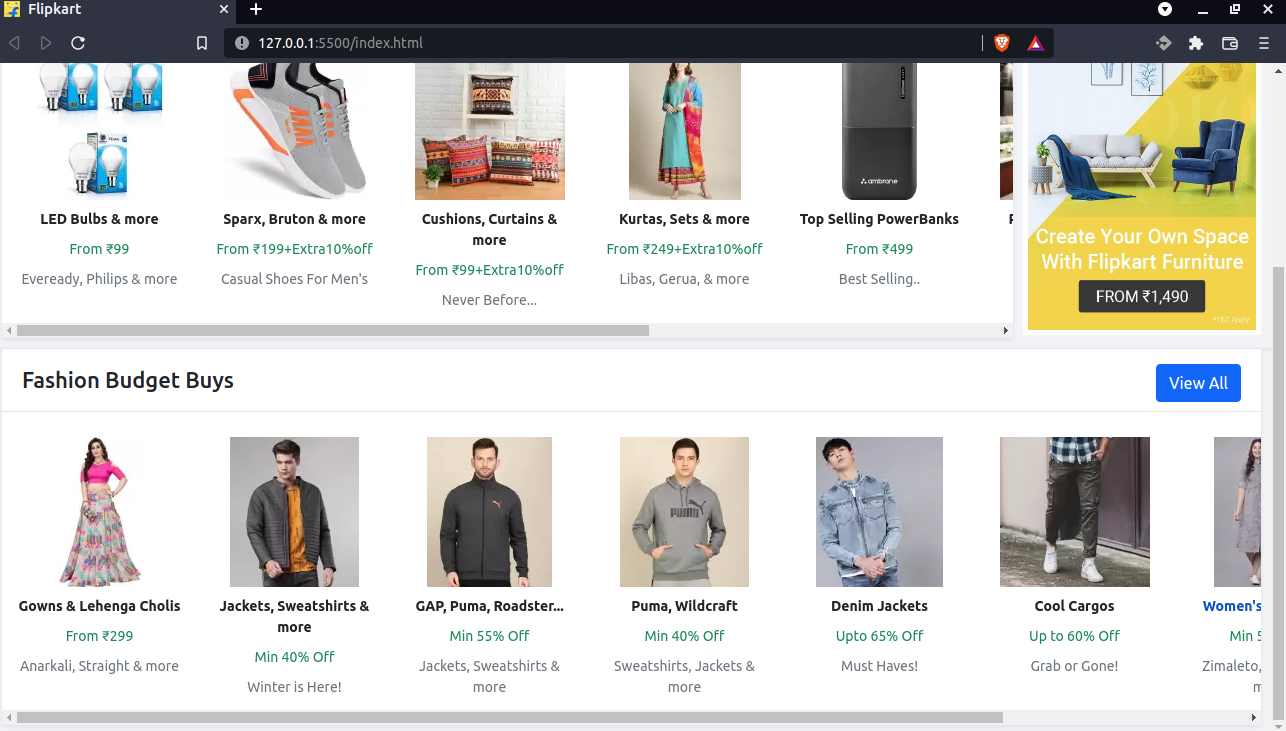 Flipkart
127.0.0.1:5500/index.html
LED Bulbs & more
From ₹99
Eveready, Philips & more
Sparx, Bruton & more
From ₹199+Extra10%off
Casual Shoes For Men's
Cushions, Curtains &
more
From ₹99+Extra10%off
Never Before...
Kurtas, Sets & more
From ₹249+Extra10%off
Libas, Gerua, & more
ambrane
Top Selling PowerBanks
From ₹499
Best Selling..
Create Your Own Space
With Flipkart Furniture
FROM ₹1,490
*T&C Apply
Fashion Budget Buys
View All
Gowns & Lehenga Cholis
From ₹299
Anarkali, Straight & more
Jackets, Sweatshirts &
more
Min 40% Off
Winter is Here!
GAP, Puma, Roadster...
Min 55% Off
Jackets, Sweatshirts &
more
PUMA
Puma, Wildcraft
Min 40% Off
Sweatshirts, Jackets &
more
Denim Jackets
Upto 65% Off
Must Haves!
Cool Cargos
Up to 60% Off
Grab or Gone!
Women's
Min 5
Zimaleto,